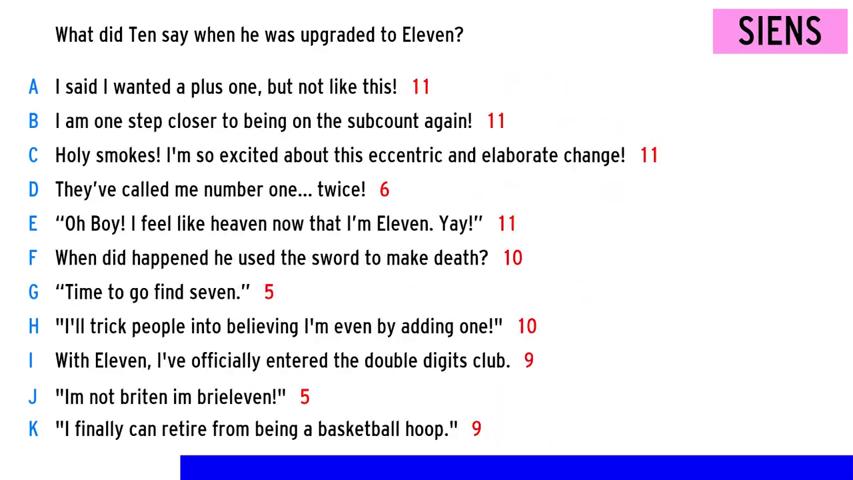 What did Ten say when he was upgraded to Eleven?
SIENS
A I said I wanted a plus one, but not like this! 11
B I am one step closer to being on the subcount again! 11
C Holy smokes! I'm so excited about this eccentric and elaborate change! 11
D They’ve called me number one... twice! 6
E “Oh Boy! I feel like heaven now that I’m Eleven. Yay!” 11
F When did happened he used the sword to make death? 10
G “Time to go find seven.” 5
H "I'll trick people into believing I'm even by adding one!" 10
I With Eleven, I've officially entered the double digits club. 9
J "Im not briten im brieleven!" 5
K "I finally can retire from being a basketball hoop." 9